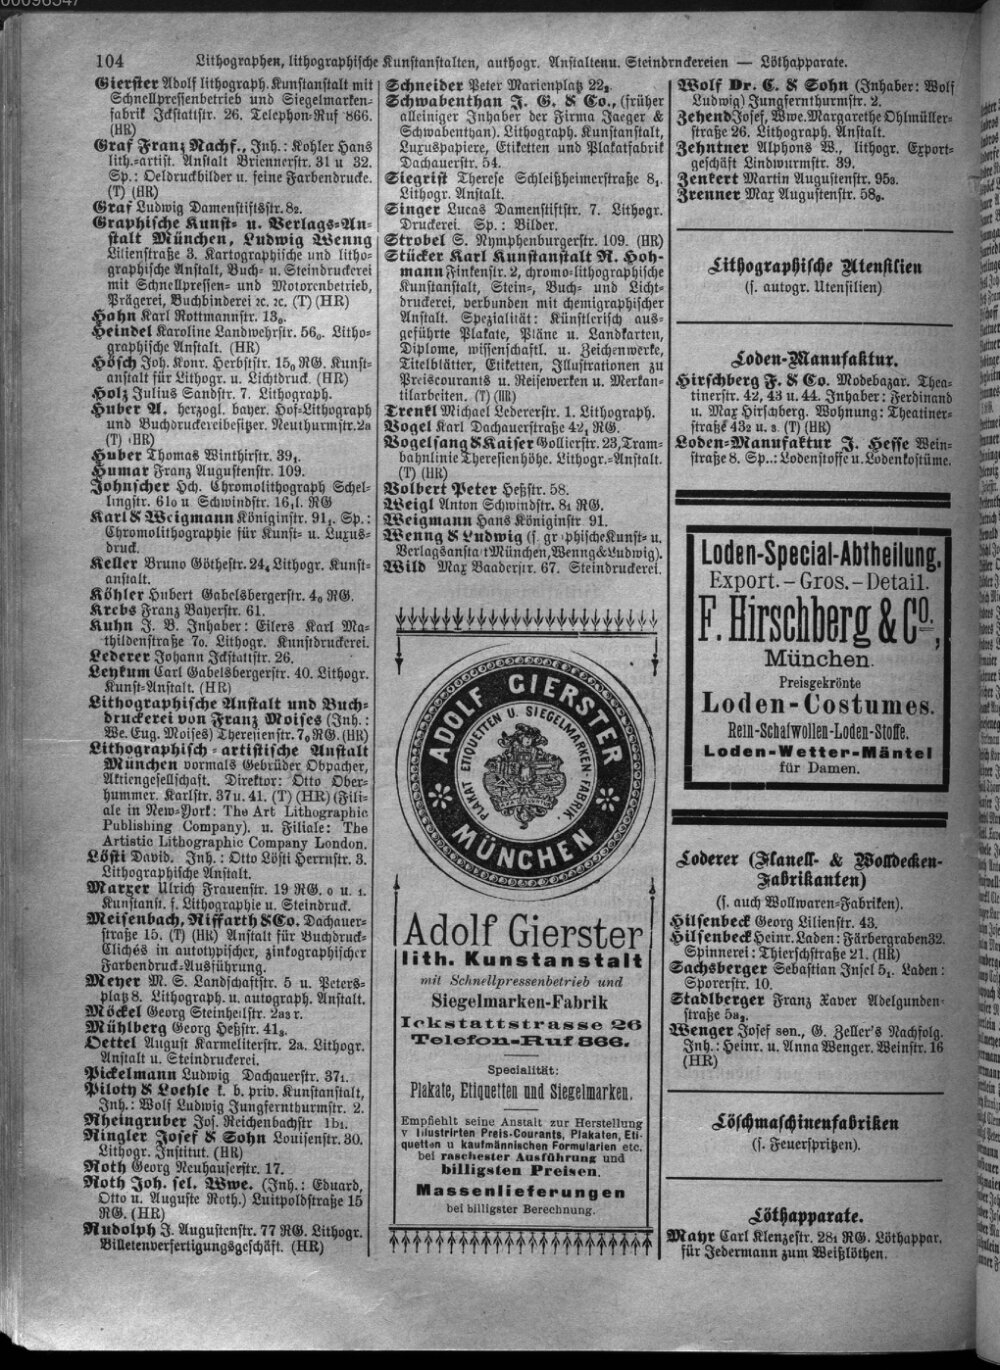 104 Lithographen, lithographische Kunstanstalten, authogr. Anstalten u. Steindruckereien — Löthapparate.
Gierster Adolf lithograph. Kunstanstalt mit
Schnellpressenbetrieb und Siegelmarken-
fabrik Ickstattstr. 26. Telephon-Ruf 866.
(HR)
Graf Franz Nachf., Inh.: Kohler Hans
lith.-artist. Anstalt Briennerstr. 31 u 32.
Sp.: Oeldruckbilder u. feine Farbendrucke.
(T) (HR)
Graf Ludwig Damenstiftsstr. 82.
Graphische Kunst- u. Verlags-An-
stalt München, Ludwig Wenng
Lilienstraße 3. Kartographische und litho-
graphische Anstalt, Buch- u. Steindruckerei
mit Schnellpressen- und Motorenbetrieb,
Prägerei, Buchbinderei ꝛc. ꝛc. (T) (HR)
Hahn Karl Rottmannstr. 13₀.
Heindel Karoline Landwehrstr. 56₀. Litho-
graphische Anstalt. (HR)
Hösch Joh. Konr. Herbststr. 15₀ RG. Kunst-
anstalt für Lithogr. u. Lichtdruck. (HR)
Holz Julius Sandstr. 7. Lithograph.
Huber A. herzogl. bayer. Hof-Lithograph
und Buchdruckereibesitzer. Neuthurmstr. 2a
(T) (HR)
Huber Thomas Winthirstr. 39₁.
Humar Franz Augustenstr. 109.
Johnscher Hch. Chromolithograph Schel-
lingstr. 61₀ u Schwindstr. 16₁l. RG
Karl & Weigmann Königinstr. 91₁. Sp.:
Chromolithographie für Kunst- u. Luxus-
druck.
Keller Bruno Göthestr. 24₄ Lithogr. Kunst-
anstalt.
Köhler Hubert Gabelsbergerstr. 4₀ RG.
Krebs Franz Bayerstr. 61.
Kuhn J. B. Inhaber: Eilers Karl Ma-
thildenstraße 7₀. Lithogr. Kunstdruckerei.
Lederer Johann Ickstattstr. 26.
Leykum Carl Gabelsbergerstr. 40. Lithogr.
Kunst-Anstalt. (HR)
Lithographische Anstalt und Buch-
druckerei von Franz Moises (Inh.:
We. Eug. Moises) Theresienstr. 7₀ RG. (HR)
Lithographisch-artistische Anstalt
München vormals Gebrüder Obpacher,
Aktiengesellschaft. Direktor: Otto Ober-
hummer. Karlstr. 37 u. 41. (T) (HR) (Fili-
ale in New-York: The Art Lithographic
Publishing Company). u. Filiale: The
Artistic Lithographic Company London.
Lösti David. Inh.: Otto Lösti Herrnstr. 3.
Lithographische Anstalt.
Marxer Ulrich Frauenstr. 19 RG. 0 u. 1.
Kunstanst. f. Lithographie u. Steindruck.
Meisenbach, Riffarth & Co. Dachauer-
straße 15. (T) (HR) Anstalt für Buchdruck-
Clichés in autotypischer, zinkographischer
Farbendruck-Ausführung.
Meyer M. S. Landschaftstr. 5 u. Peters-
platz 8. Lithograph. u. autograph. Anstalt.
Möckel Georg Steinheilstr. 2a3 r.
Mühlberg Georg Heßstr. 41₃.
Oettel August Karmeliterstr. 2a. Lithogr.
Anstalt u. Steindruckerei.
Pickelmann Ludwig Dachauerstr. 37₁.
Piloty & Loehle k. b. priv. Kunstanstalt,
Inh.: Wolf Ludwig Jungfernthurmstr. 2.
Rheingruber Jos. Reichenbachstr 1b₁.
Ringler Josef & Sohn Louisenstr. 30.
Lithogr. Institut. (HR)
Roth Georg Neuhauserstr. 17.
Roth Joh. sel. Wwe. (Inh.: Eduard,
Otto u. Auguste Roth.) Luitpoldstraße 15
RG. (HR)
Rudolph J. Augustenstr. 77 RG. Lithogr.
Billetenverfertigungsgeschäft. (HR)
Schneider Peter Marienplatz 22₂.
Schwabenthan J. G. & Co., (früher
alleiniger Inhaber der Firma Jaeger &
Schwabenthan). Lithograph. Kunstanstalt,
Luxuspapiere, Etiketten und Plakatfabrik
Dachauerstr. 54.
Siegrist Therese Schleißheimerstraße 8₁.
Lithogr. Anstalt.
Singer Lucas Damenstiftstr. 7. Lithogr.
Druckerei. Sp.: Bilder.
Strobel S. Nymphenburgerstr. 109. (HR)
Stücker Karl Kunstanstalt R. Hoh-
mann Finkenstr. 2, chromo-lithographische
Kunstanstalt, Stein-, Buch- und Licht-
druckerei, verbunden mit chemigraphischer
Anstalt. Spezialität: Künstlerisch aus-
geführte Plakate, Pläne u. Landkarten,
Diplome, wissenschaftl. u. Zeichenwerke,
Titelblätter, Etiketten, Illustrationen zu
Preiscourants u. Reisewerken u. Merkan-
tilarbeiten. (T) (HR)
Trenkl Michael Ledererstr. 1. Lithograph.
Vogel Karl Dachauerstraße 42₁ RG.
Vogelsang & Kaiser Gollierstr. 23, Tram-
bahnlinie Theresienhöhe. Lithogr.-Anstalt.
(T) (HR)
Volbert Peter Heßstr. 58.
Weigl Anton Schwindstr. 8₁ RG.
Weigmann Hans Königinstr 91.
Wenng & Ludwig (s. gr phische Kunst- u.
Verlagsansta t München, Wenng & Ludwig).
Wild Max Baaderstr. 67. Steindruckerei.
ADOLF GIERSTER
MÜNCHEN
PLAKAT ETIQUETTEN U. SIEGELMARKEN-FABRIK.
Adolf Gierster
lith. Kunstanstalt
mit Schnellpressenbetrieb und
Siegelmarken-Fabrik
Ickstattstrasse 26
Telefon-Ruf 866.
Specialität:
Plakate, Etiquetten und Siegelmarken.
Empfiehlt seine Anstalt zur Herstellung
v illustrirten Preis-Courants, Plakaten, Eti-
quetten u kaufmännischen Formularien etc.
bei raschester Ausführung und
billigsten Preisen.
Massenlieferungen
bei billigster Berechnung.
Wolf Dr. C. & Sohn (Inhaber: Wolf
Ludwig) Jungfernthurmstr. 2.
Zehend Josef, Wwe. Margarethe Ohlmüller-
straße 26. Lithograph. Anstalt.
Zehntner Alphons W., lithogr. Export-
geschäft Lindwurmstr. 39.
Zenkert Martin Augustenstr. 95₃.
Zrenner Max Augustenstr. 58₀.
Lithographische Utensilien
(s. autogr. Utensilien)
Loden-Manufaktur.
Hirschberg F. & Co. Modebazar. Thea-
tinerstr. 42, 43 u. 44. Inhaber: Ferdinand
u. Max Hirschberg. Wohnung: Theatiner-
straße 43₂ u. ₃. (T) (HR)
Loden-Manufaktur J. Hesse Wein-
straße 8. Sp..: Lodenstoffe u. Lodenkostüme.
Loden-Special-Abtheilung.
Export. – Gros. – Detail.
F. Hirschberg & Co.,
München.
Preisgekrönte
Loden-Costumes.
Rein-Schafwollen-Loden-Stoffe.
Loden-Wetter-Mäntel
für Damen.
Loderer (Flanell- & Wolldecken-
Fabrikanten)
(s. auch Wollwaren-Fabriken).
Hilsenbeck Georg Lilienstr. 43.
Hilsenbeck Heinr. Laden: Färbergraben 32.
Spinnerei: Thierschstraße 21. (HR)
Sachsberger Sebastian Insel 5₁. Laden:
Sporerstr. 10.
Stadlberger Franz Xaver Adelgunden-
straße 5a₂.
Wenger Josef sen., G. Zeller's Nachfolg.
Inh.: Heinr. u. Anna Wenger. Weinstr. 16
(HR)
Löschmaschinenfabriken
(s. Feuerspritzen).
Löthapparate.
Mayr Carl Klenzestr. 28₁ RG. Löthappar.
für Jedermann zum Weißlöthen.